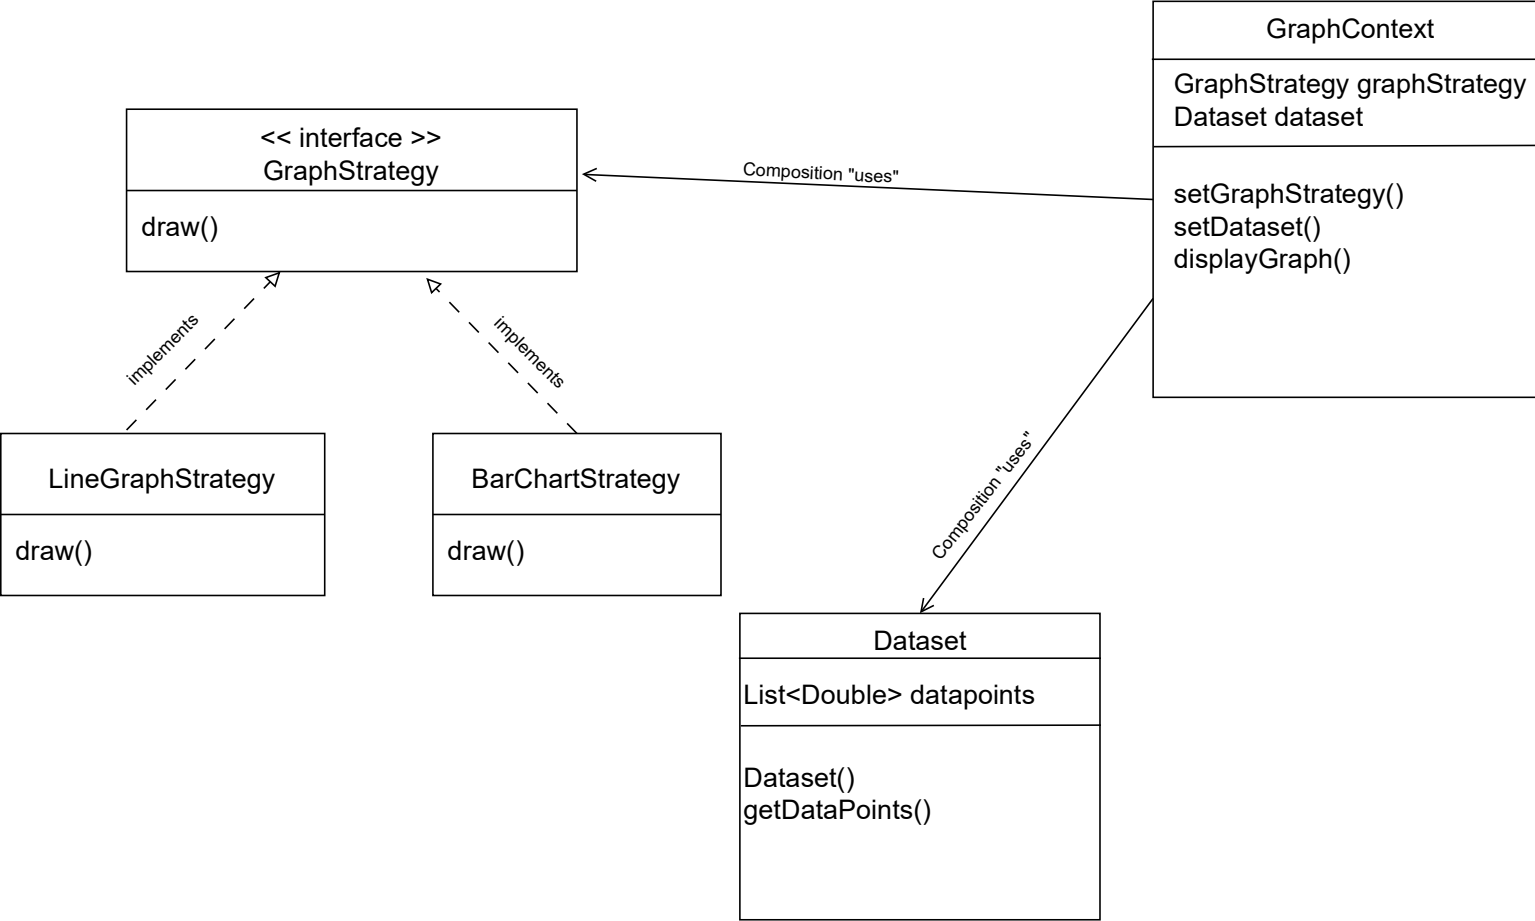 GraphContext
GraphStrategy graphStrategy
Dataset dataset
setGraphStrategy()
setDataset()
displayGraph()
<< interface >>
GraphStrategy
draw()
Composition "uses"
implements
implements
LineGraphStrategy
draw()
BarChartStrategy
draw()
Composition "uses"
Dataset
List<Double> datapoints
Dataset()
getDataPoints()